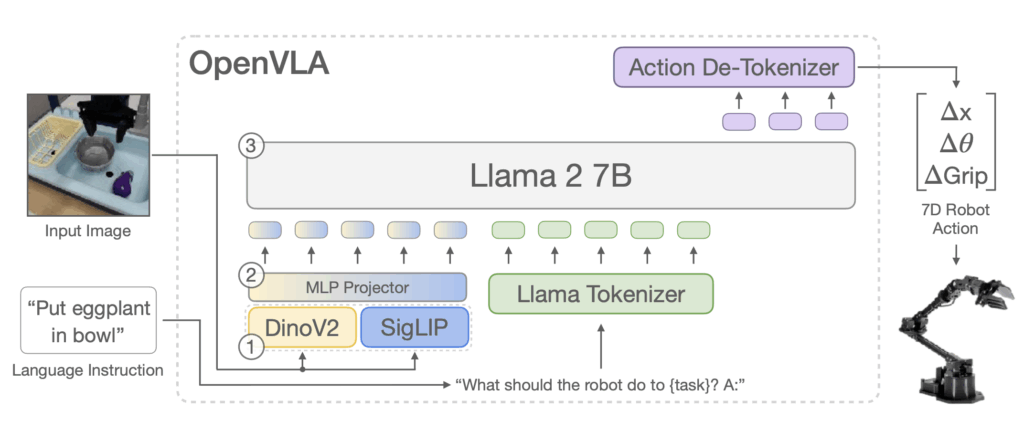 OpenVLA
Action De-Tokenizer
3
Llama 2 7B
Δx
Δθ
ΔGrip
7D Robot
Action
Input Image
2
MLP Projector
Llama Tokenizer
1
DinoV2
SigLIP
“Put eggplant
in bowl”
Language Instruction
“What should the robot do to {task}? A:”